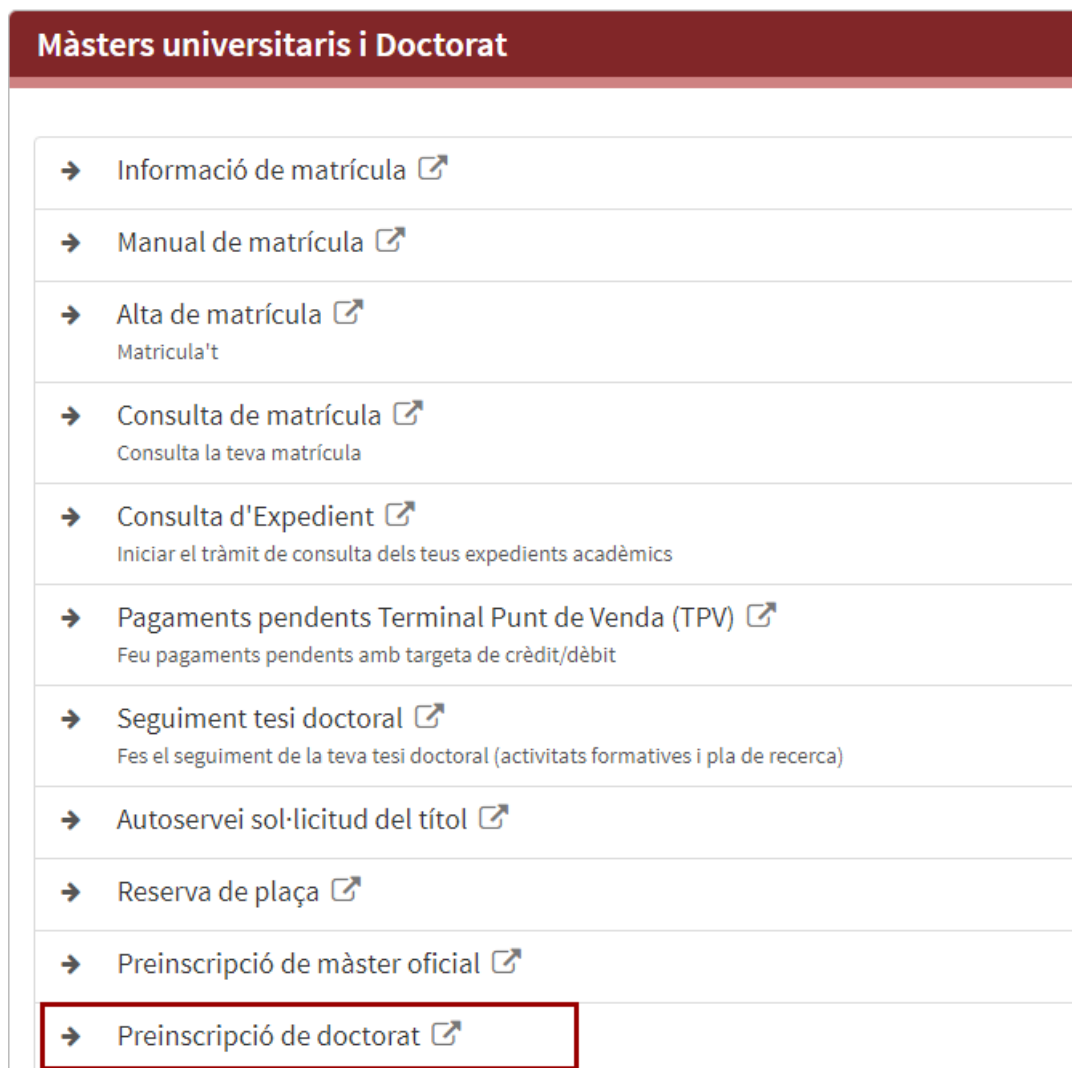 Màsters universitaris i Doctorat
Informació de matrícula
Manual de matrícula
Alta de matrícula
Matricula't
Consulta de matrícula
Consulta la teva matrícula
Consulta d'Expedient
Iniciar el tràmit de consulta dels teus expedients acadèmics
Pagaments pendents Terminal Punt de Venda (TPV)
Feu pagaments pendents amb targeta de crèdit/dèbit
Seguiment tesi doctoral
Fes el seguiment de la teva tesi doctoral (activitats formatives i pla de recerca)
Autoservei sol·licitud del títol
Reserva de plaça
Preinscripció de màster oficial
Preinscripció de doctorat